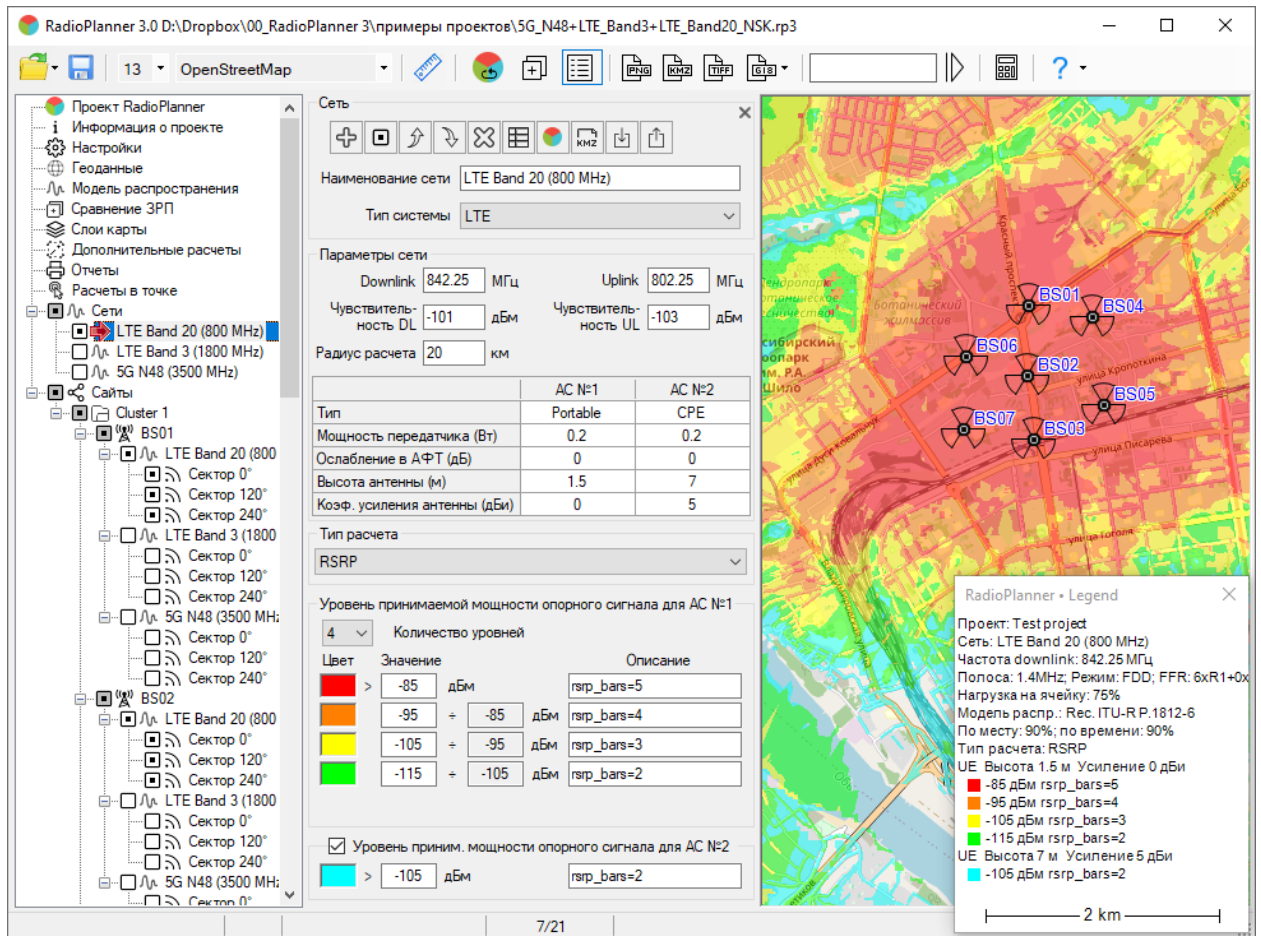 RadioPlanner 3.0 D:\Dropbox\00_RadioPlanner 3\примеры проектов\5G_N48+LTE_Band3+LTE_Band20_NSK.rp3
13 OpenStreetMap PNG KMZ TIFF GIS ?
Проект RadioPlanner
Информация о проекте
Настройки
Геоданные
Модель распространения
Сравнение ЗРП
Слои карты
Дополнительные расчеты
Отчеты
Расчеты в точке
Сети
LTE Band 20 (800 MHz)
LTE Band 3 (1800 MHz)
5G N48 (3500 MHz)
Сайты
Cluster 1
BS01
LTE Band 20 (800
Сектор 0°
Сектор 120°
Сектор 240°
LTE Band 3 (1800
Сектор 0°
Сектор 120°
Сектор 240°
5G N48 (3500 MHz
Сектор 0°
Сектор 120°
Сектор 240°
BS02
LTE Band 20 (800
Сектор 0°
Сектор 120°
Сектор 240°
LTE Band 3 (1800
Сектор 0°
Сектор 120°
Сектор 240°
5G N48 (3500 MHz
Сектор 0°
Сеть
KMZ
Наименование сети LTE Band 20 (800 MHz)
Тип системы LTE
Параметры сети
Downlink 842.25 МГц Uplink 802.25 МГц
Чувствитель-ность DL -101 дБм Чувствитель-ность UL -103 дБм
Радиус расчета 20 км
АС №1 АС №2
Тип Portable CPE
Мощность передатчика (Вт) 0.2 0.2
Ослабление в АФТ (дБ) 0 0
Высота антенны (м) 1.5 7
Коэф. усиления антенны (дБи) 0 5
Тип расчета
RSRP
Уровень принимаемой мощности опорного сигнала для АС №1
4 Количество уровней
Цвет Значение Описание
> -85 дБм rsrp_bars=5
-95 ÷ -85 дБм rsrp_bars=4
-105 ÷ -95 дБм rsrp_bars=3
-115 ÷ -105 дБм rsrp_bars=2
Уровень приним. мощности опорного сигнала для АС №2
> -105 дБм rsrp_bars=2
7/21
Красный проспект
BS01
BS04
Ботанический
жилмассив
BS06
BS02
улица Кропоткина
BS05
BS07
BS03
улица Писарева
улица Дуси Ковальчук
улица Гоголя
Обь
RadioPlanner • Legend
Проект: Test project
Сеть: LTE Band 20 (800 MHz)
Частота downlink: 842.25 МГц
Полоса: 1.4MHz; Режим: FDD; FFR: 6xR1+0x
Нагрузка на ячейку: 75%
Модель распр.: Rec. ITU-R P.1812-6
По месту: 90%; по времени: 90%
Тип расчета: RSRP
UE Высота 1.5 м Усиление 0 дБи
-85 дБм rsrp_bars=5
-95 дБм rsrp_bars=4
-105 дБм rsrp_bars=3
-115 дБм rsrp_bars=2
UE Высота 7 м Усиление 5 дБи
-105 дБм rsrp_bars=2
2 km